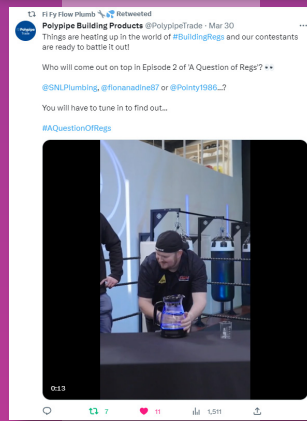 Fi Fy Flow Plumb 🔧💦 Retweeted
Polypipe Building Products @PolypipeTrade · Mar 30
Things are heating up in the world of #BuildingRegs and our contestants
are ready to battle it out!
Who will come out on top in Episode 2 of 'A Question of Regs'? 👀
@SNLPlumbing, @fionanadine87 or @Pointy1986...?
You will have to tune in to find out...
#AQuestionOfRegs
0:13
7 11 1,511